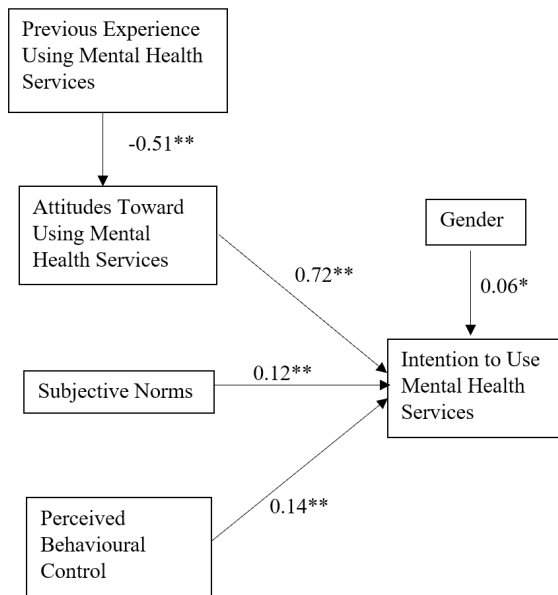 Previous Experience
Using Mental Health
Services
-0.51**
Attitudes Toward
Using Mental
Health Services
Gender
0.72**
0.06*
Subjective Norms
0.12**
Intention to Use
Mental Health
Services
0.14**
Perceived
Behavioural
Control